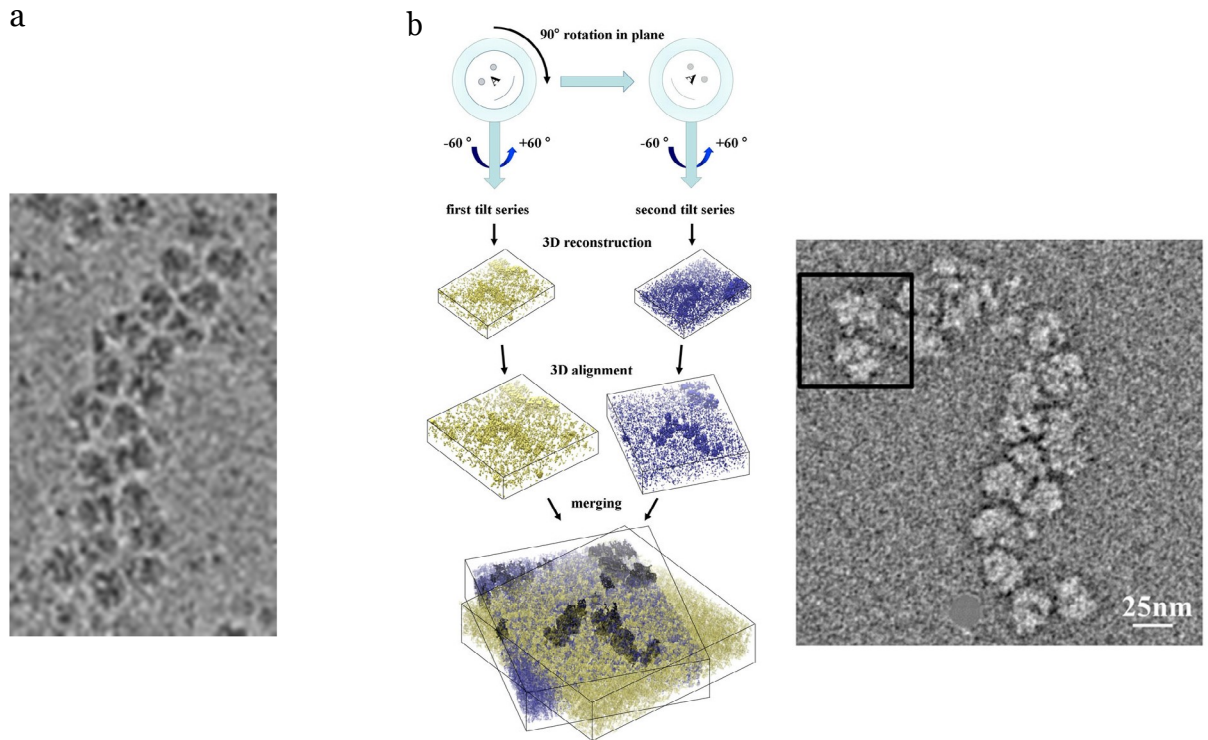 a
b
90° rotation in plane
A
A
-60 °
+60 °
-60 °
+60 °
first tilt series
second tilt series
3D reconstruction
3D alignment
merging
25nm